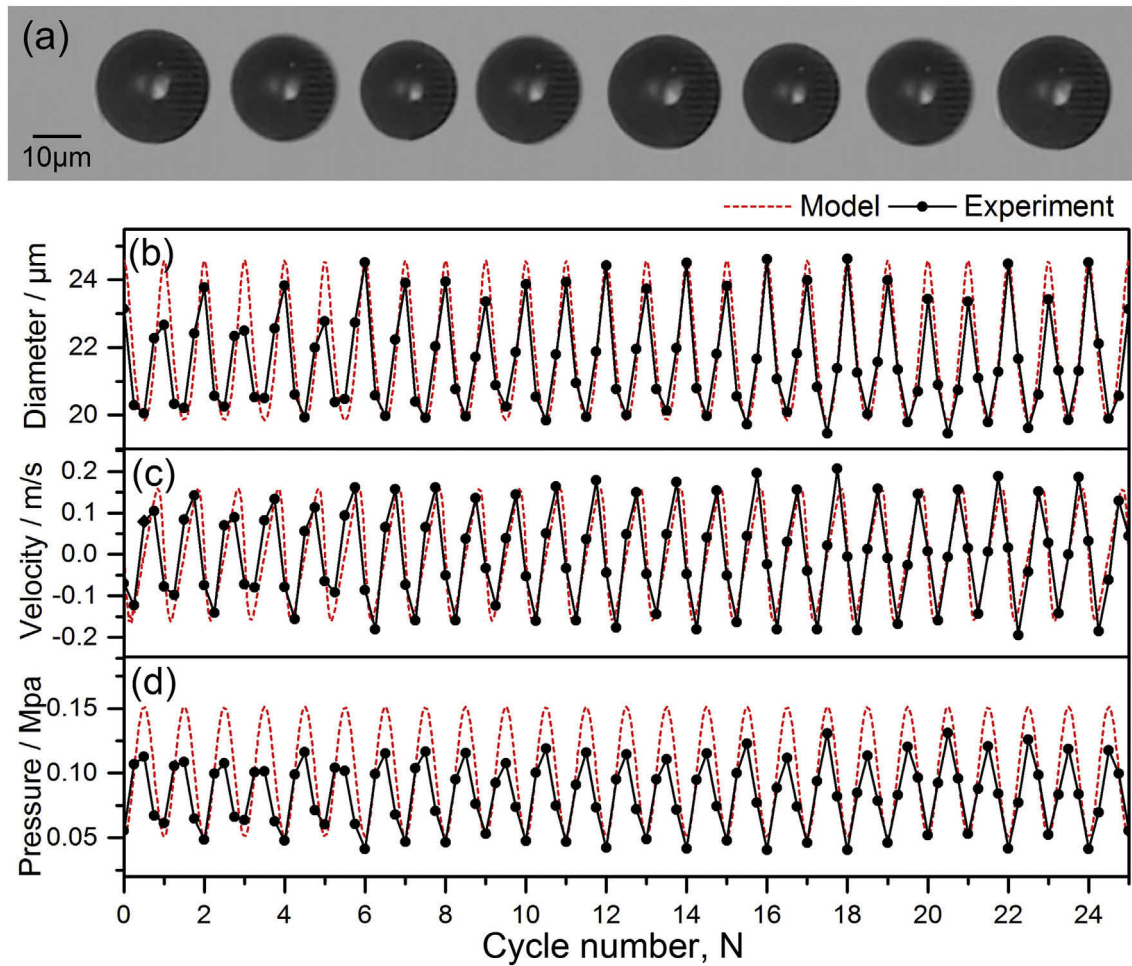 (a)
10μm
Model Experiment
(b)
24
22
20
Diameter / μm
(c)
0.2
0.1
0.0
-0.1
-0.2
Velocity / m/s
(d)
0.15
0.10
0.05
Pressure / Mpa
0 2 4 6 8 10 12 14 16 18 20 22 24
Cycle number, N